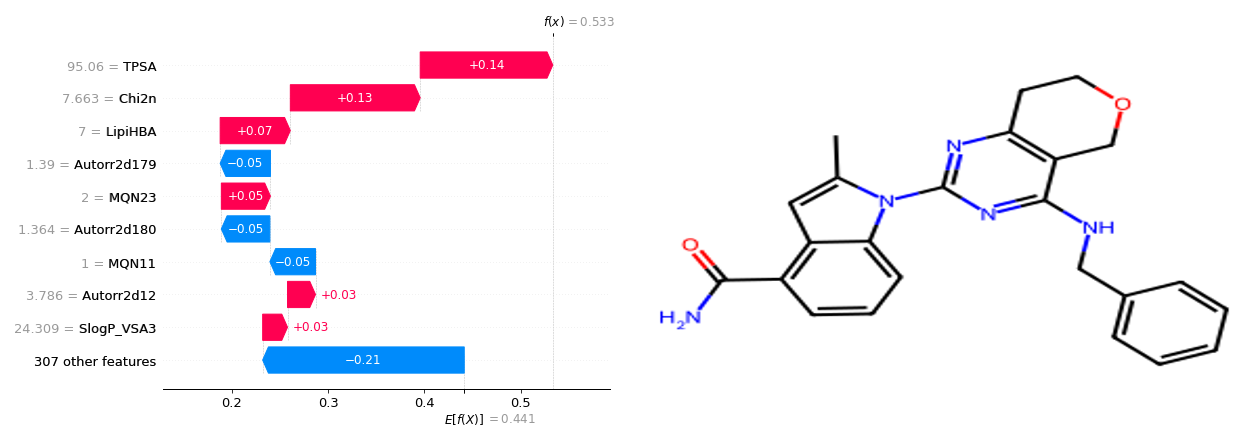 f(x) = 0.533
95.06 = TPSA
+0.14
7.663 = Chi2n
+0.13
7 = LipiHBA
+0.07
1.39 = Autorr2d179
−0.05
2 = MQN23
+0.05
1.364 = Autorr2d180
−0.05
1 = MQN11
−0.05
3.786 = Autorr2d12
+0.03
24.309 = SlogP_VSA3
+0.03
307 other features
−0.21
0.2 0.3 0.4 0.5
E[f(X)] = 0.441
O
N
N
N
NH
O
H₂N